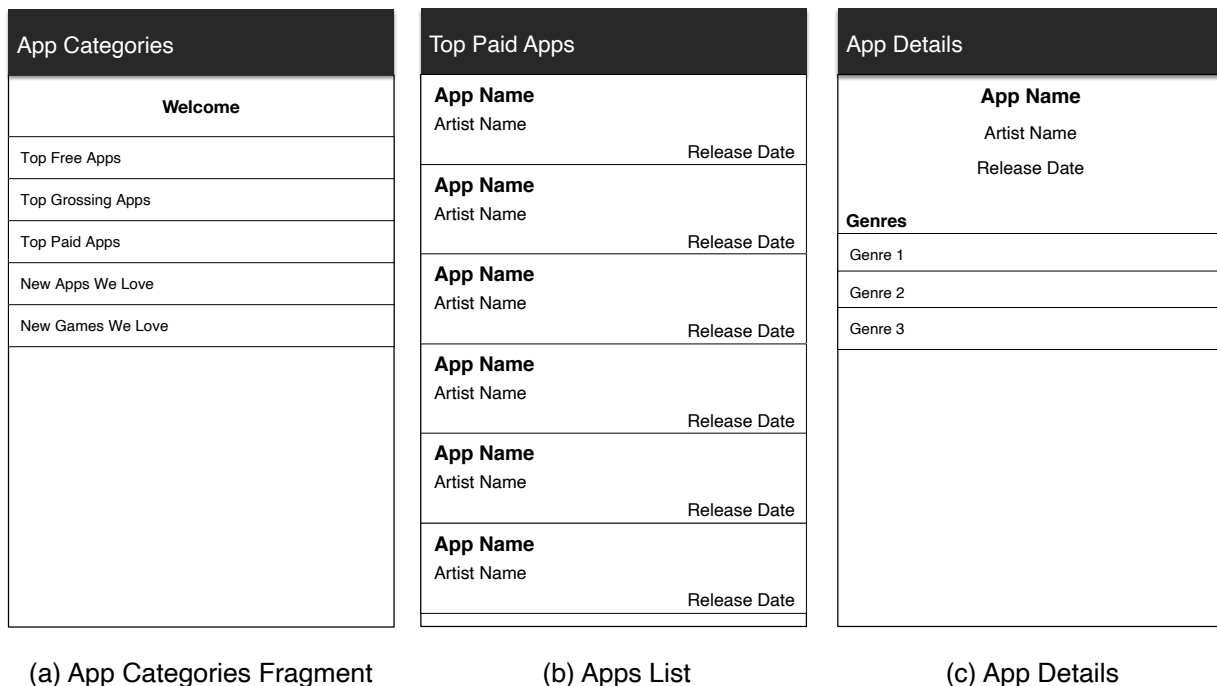 App Categories
Welcome
Top Free Apps
Top Grossing Apps
Top Paid Apps
New Apps We Love
New Games We Love
(a) App Categories Fragment
Top Paid Apps
App Name
Artist Name
Release Date
App Name
Artist Name
Release Date
App Name
Artist Name
Release Date
App Name
Artist Name
Release Date
App Name
Artist Name
Release Date
App Name
Artist Name
Release Date
(b) Apps List
App Details
App Name
Artist Name
Release Date
Genres
Genre 1
Genre 2
Genre 3
(c) App Details